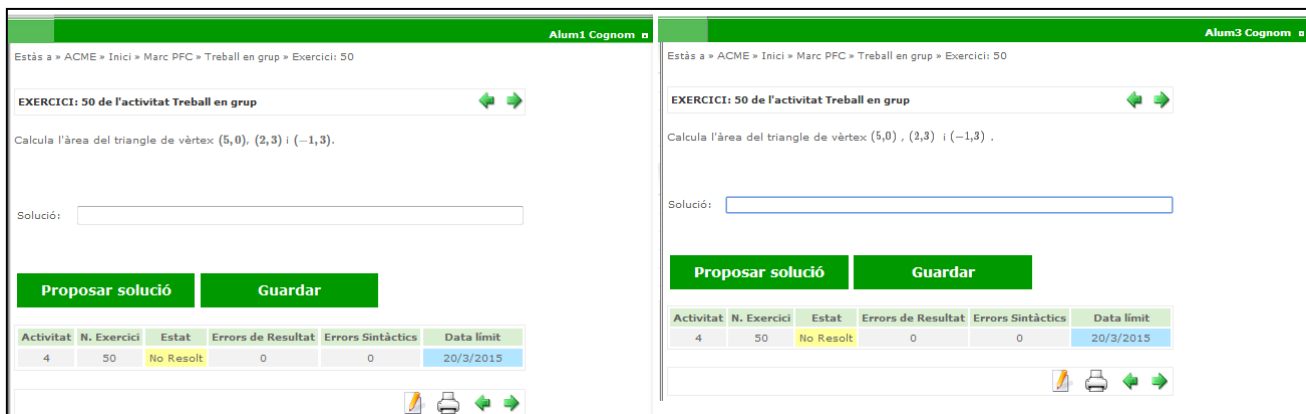 Alum1 Cognom
Estàs a » ACME » Inici » Marc PFC » Treball en grup » Exercici: 50
EXERCICI: 50 de l'activitat Treball en grup
Calcula l'àrea del triangle de vèrtex (5,0), (2,3) i (−1,3).
Solució:
Proposar solució Guardar
Activitat N. Exercici Estat Errors de Resultat Errors Sintàctics Data límit
4 50 No Resolt 0 0 20/3/2015
Alum3 Cognom
Estàs a » ACME » Inici » Marc PFC » Treball en grup » Exercici: 50
EXERCICI: 50 de l'activitat Treball en grup
Calcula l'àrea del triangle de vèrtex (5,0) , (2,3) i (−1,3) .
Solució:
Proposar solució Guardar
Activitat N. Exercici Estat Errors de Resultat Errors Sintàctics Data límit
4 50 No Resolt 0 0 20/3/2015